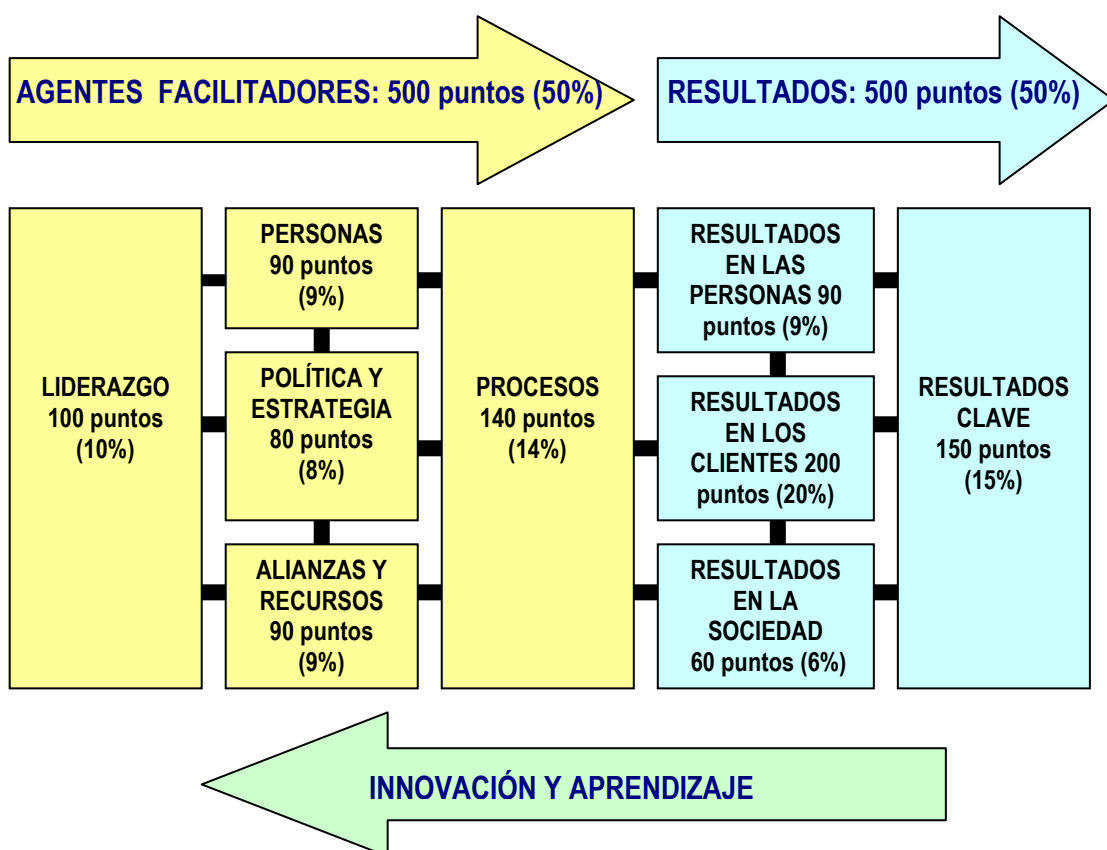 AGENTES FACILITADORES: 500 puntos (50%)
RESULTADOS: 500 puntos (50%)
LIDERAZGO
100 puntos
(10%)
PERSONAS
90 puntos
(9%)
POLÍTICA Y
ESTRATEGIA
80 puntos
(8%)
ALIANZAS Y
RECURSOS
90 puntos
(9%)
PROCESOS
140 puntos
(14%)
RESULTADOS
EN LAS
PERSONAS 90
puntos (9%)
RESULTADOS
EN LOS
CLIENTES 200
puntos (20%)
RESULTADOS
EN LA
SOCIEDAD
60 puntos (6%)
RESULTADOS
CLAVE
150 puntos
(15%)
INNOVACIÓN Y APRENDIZAJE